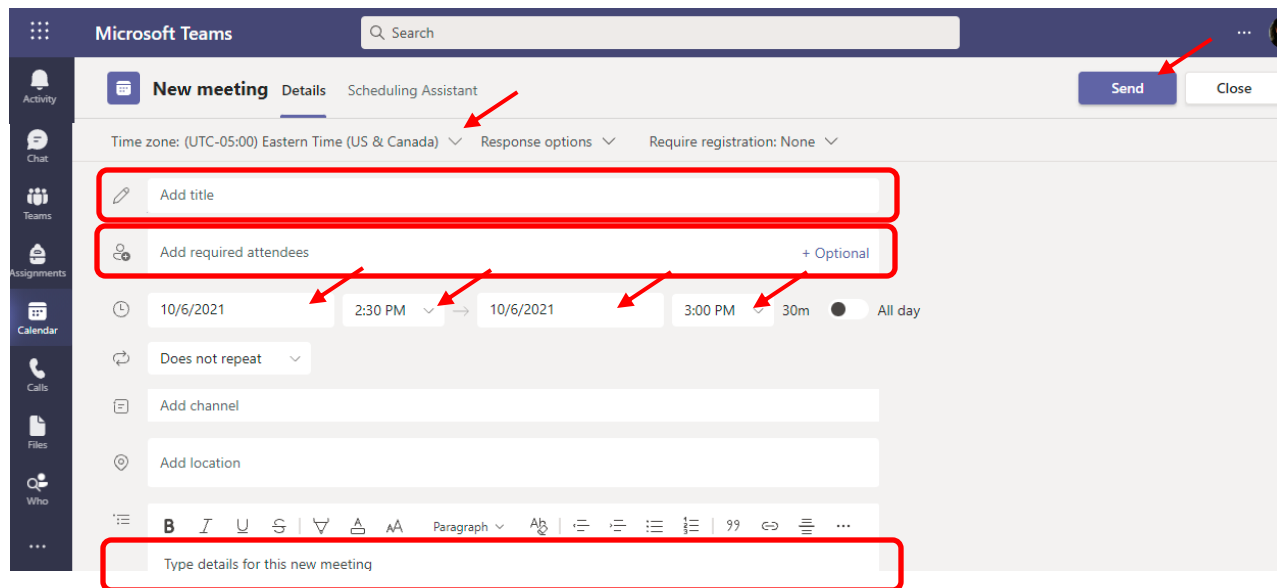 Microsoft Teams
Search
...
Activity
New meeting Details Scheduling Assistant
Send Close
Chat
Time zone: (UTC-05:00) Eastern Time (US & Canada) Response options Require registration: None
Teams
Add title
Assignments
Add required attendees + Optional
Calendar
10/6/2021 2:30 PM → 10/6/2021 3:00 PM 30m All day
Does not repeat
Calls
Add channel
Files
Add location
Who
B I U S A AA Paragraph Ab 99 ...
...
Type details for this new meeting